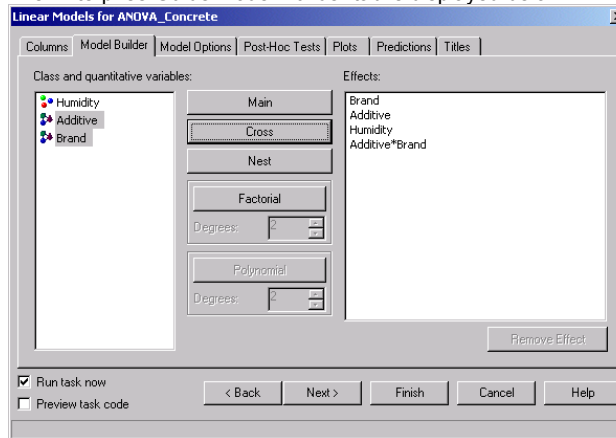 Linear Models for ANOVA_Concrete
Columns Model Builder Model Options Post-Hoc Tests Plots Predictions Titles
Class and quantitative variables:
Humidity
Additive
Brand
Main
Cross
Nest
Factorial
Degrees: 2
Polynomial
Degrees: 2
Effects:
Brand
Additive
Humidity
Additive*Brand
Remove Effect
Run task now
Preview task code
< Back Next > Finish Cancel Help